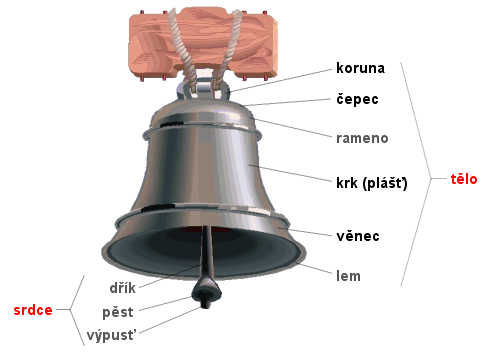 koruna
čepec
rameno
krk (plášť)
tělo
věnec
lem
dřík
srdce
pěst
výpusť